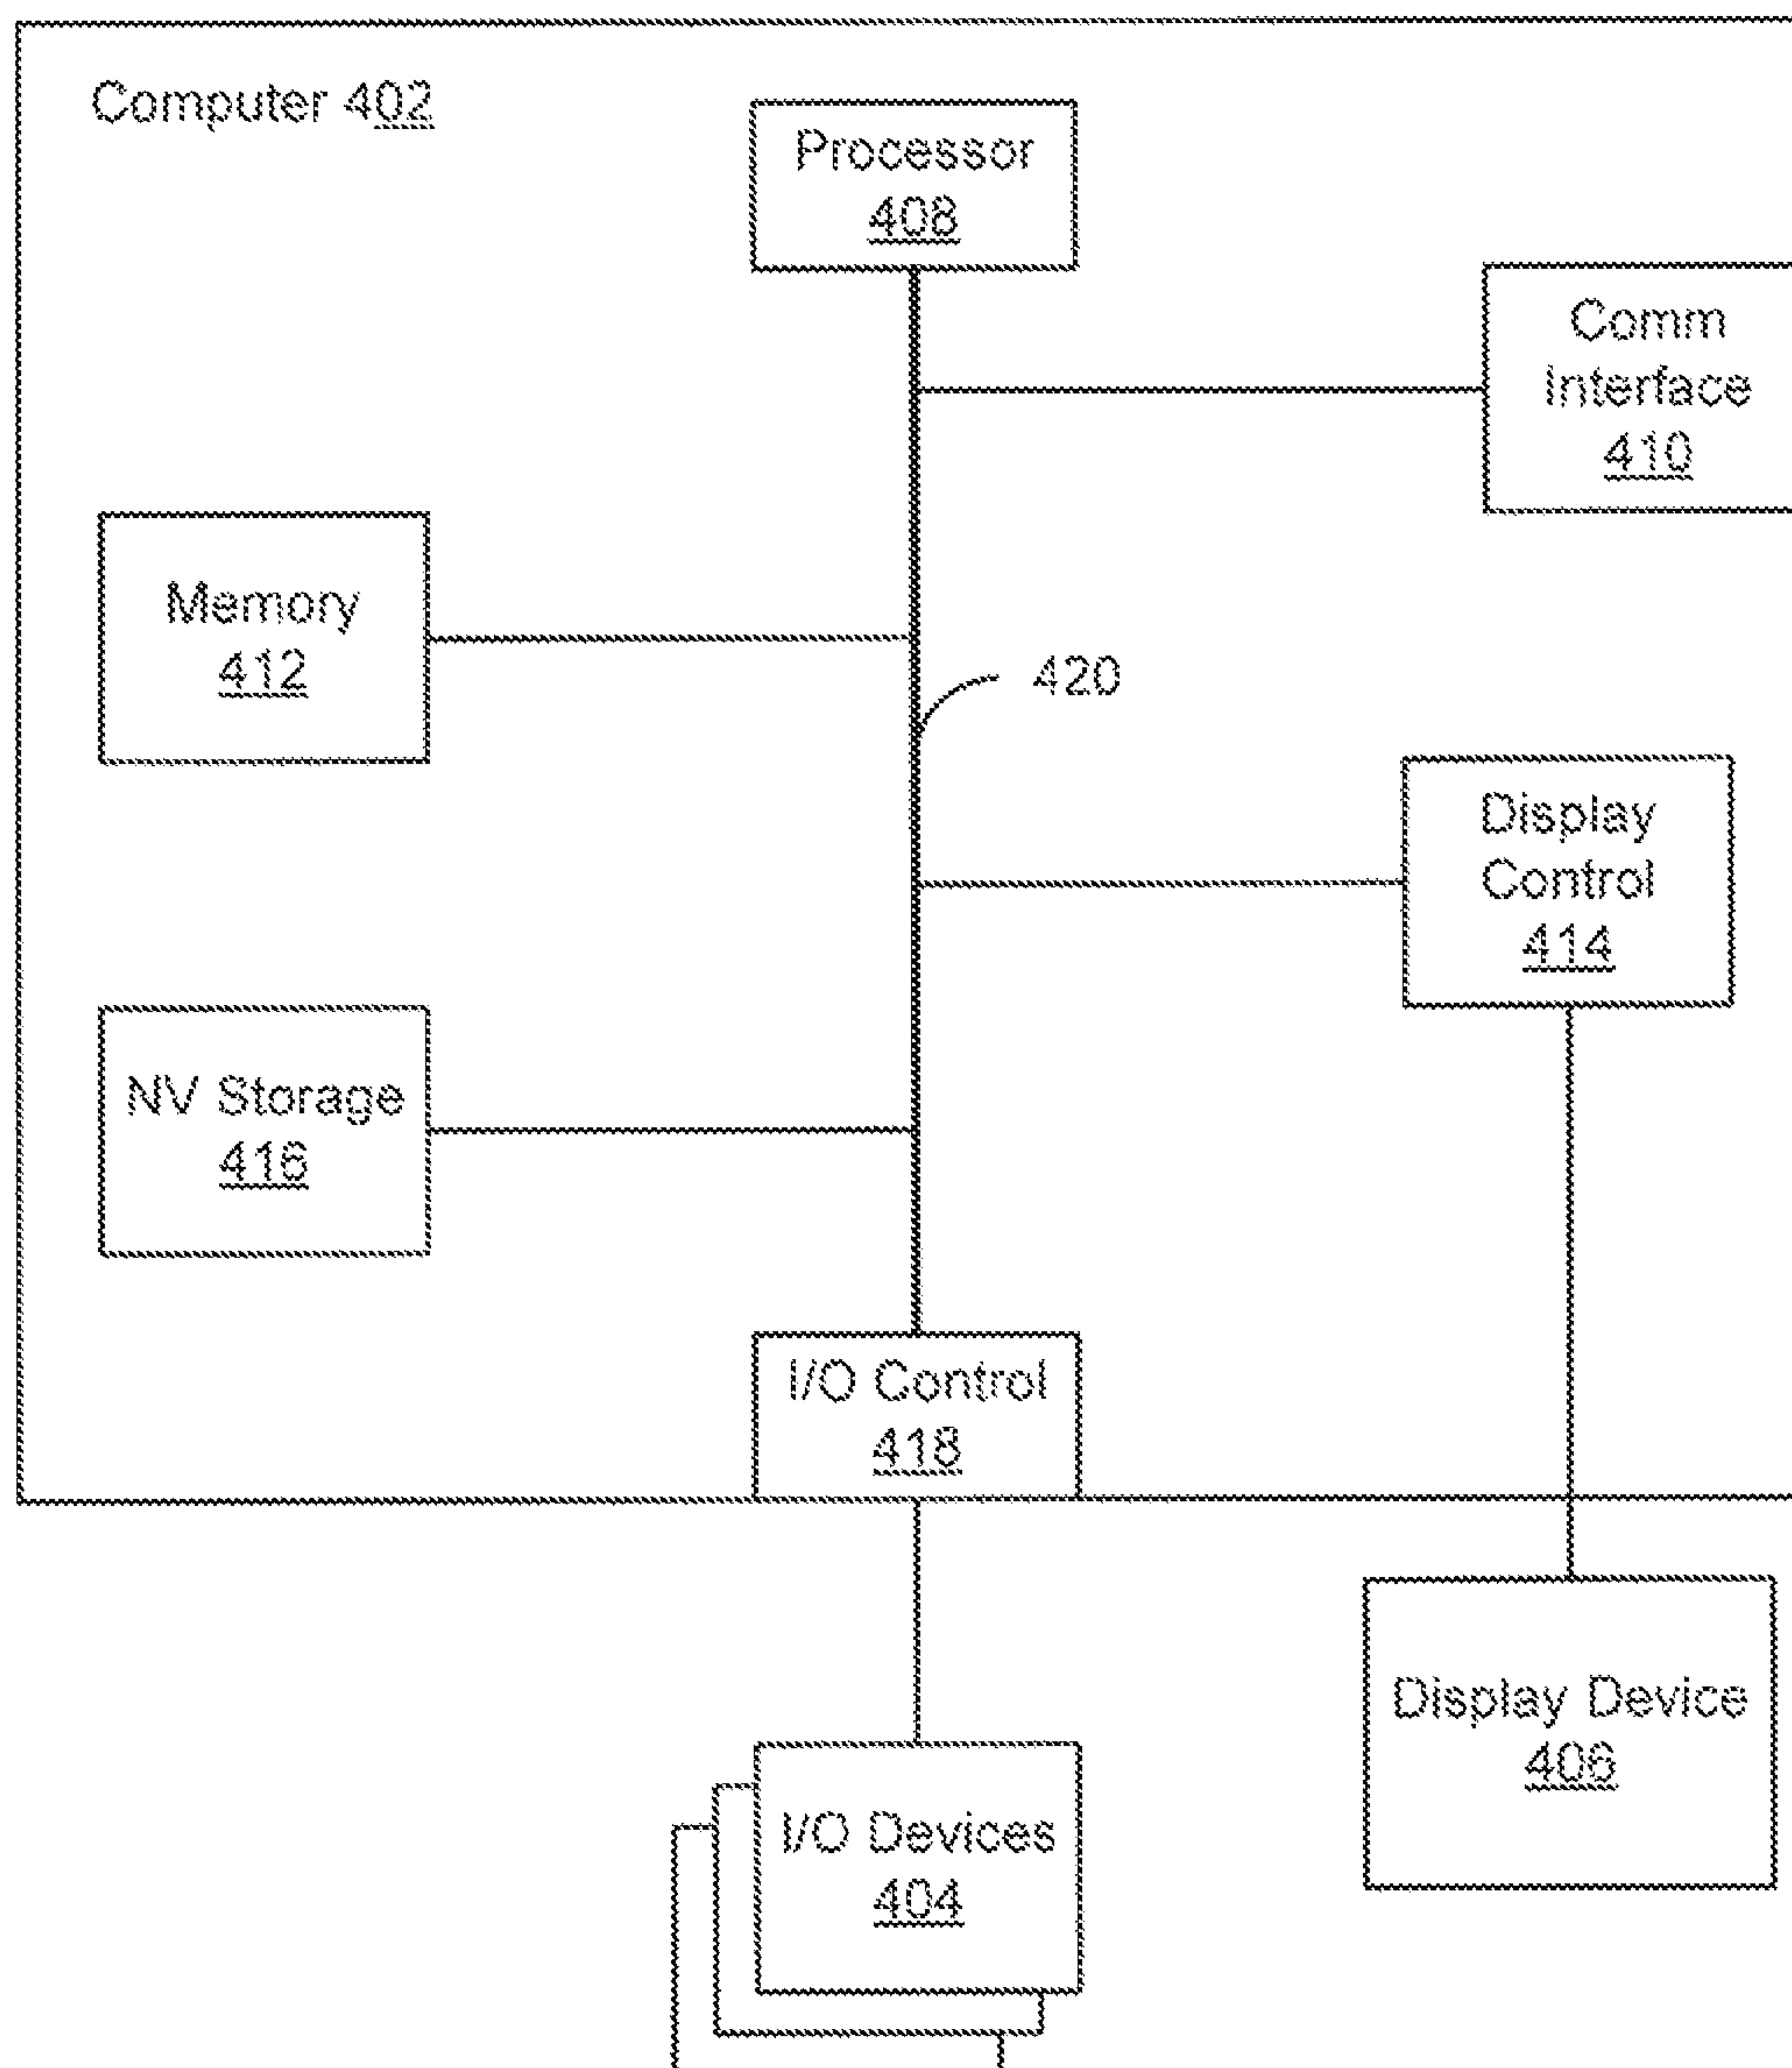 Computer 402
Processor
408
Comm
Interface
410
Memory
412
420
Display
Control
414
NV Storage
416
I/O Control
418
Display Device
406
I/O Devices
404